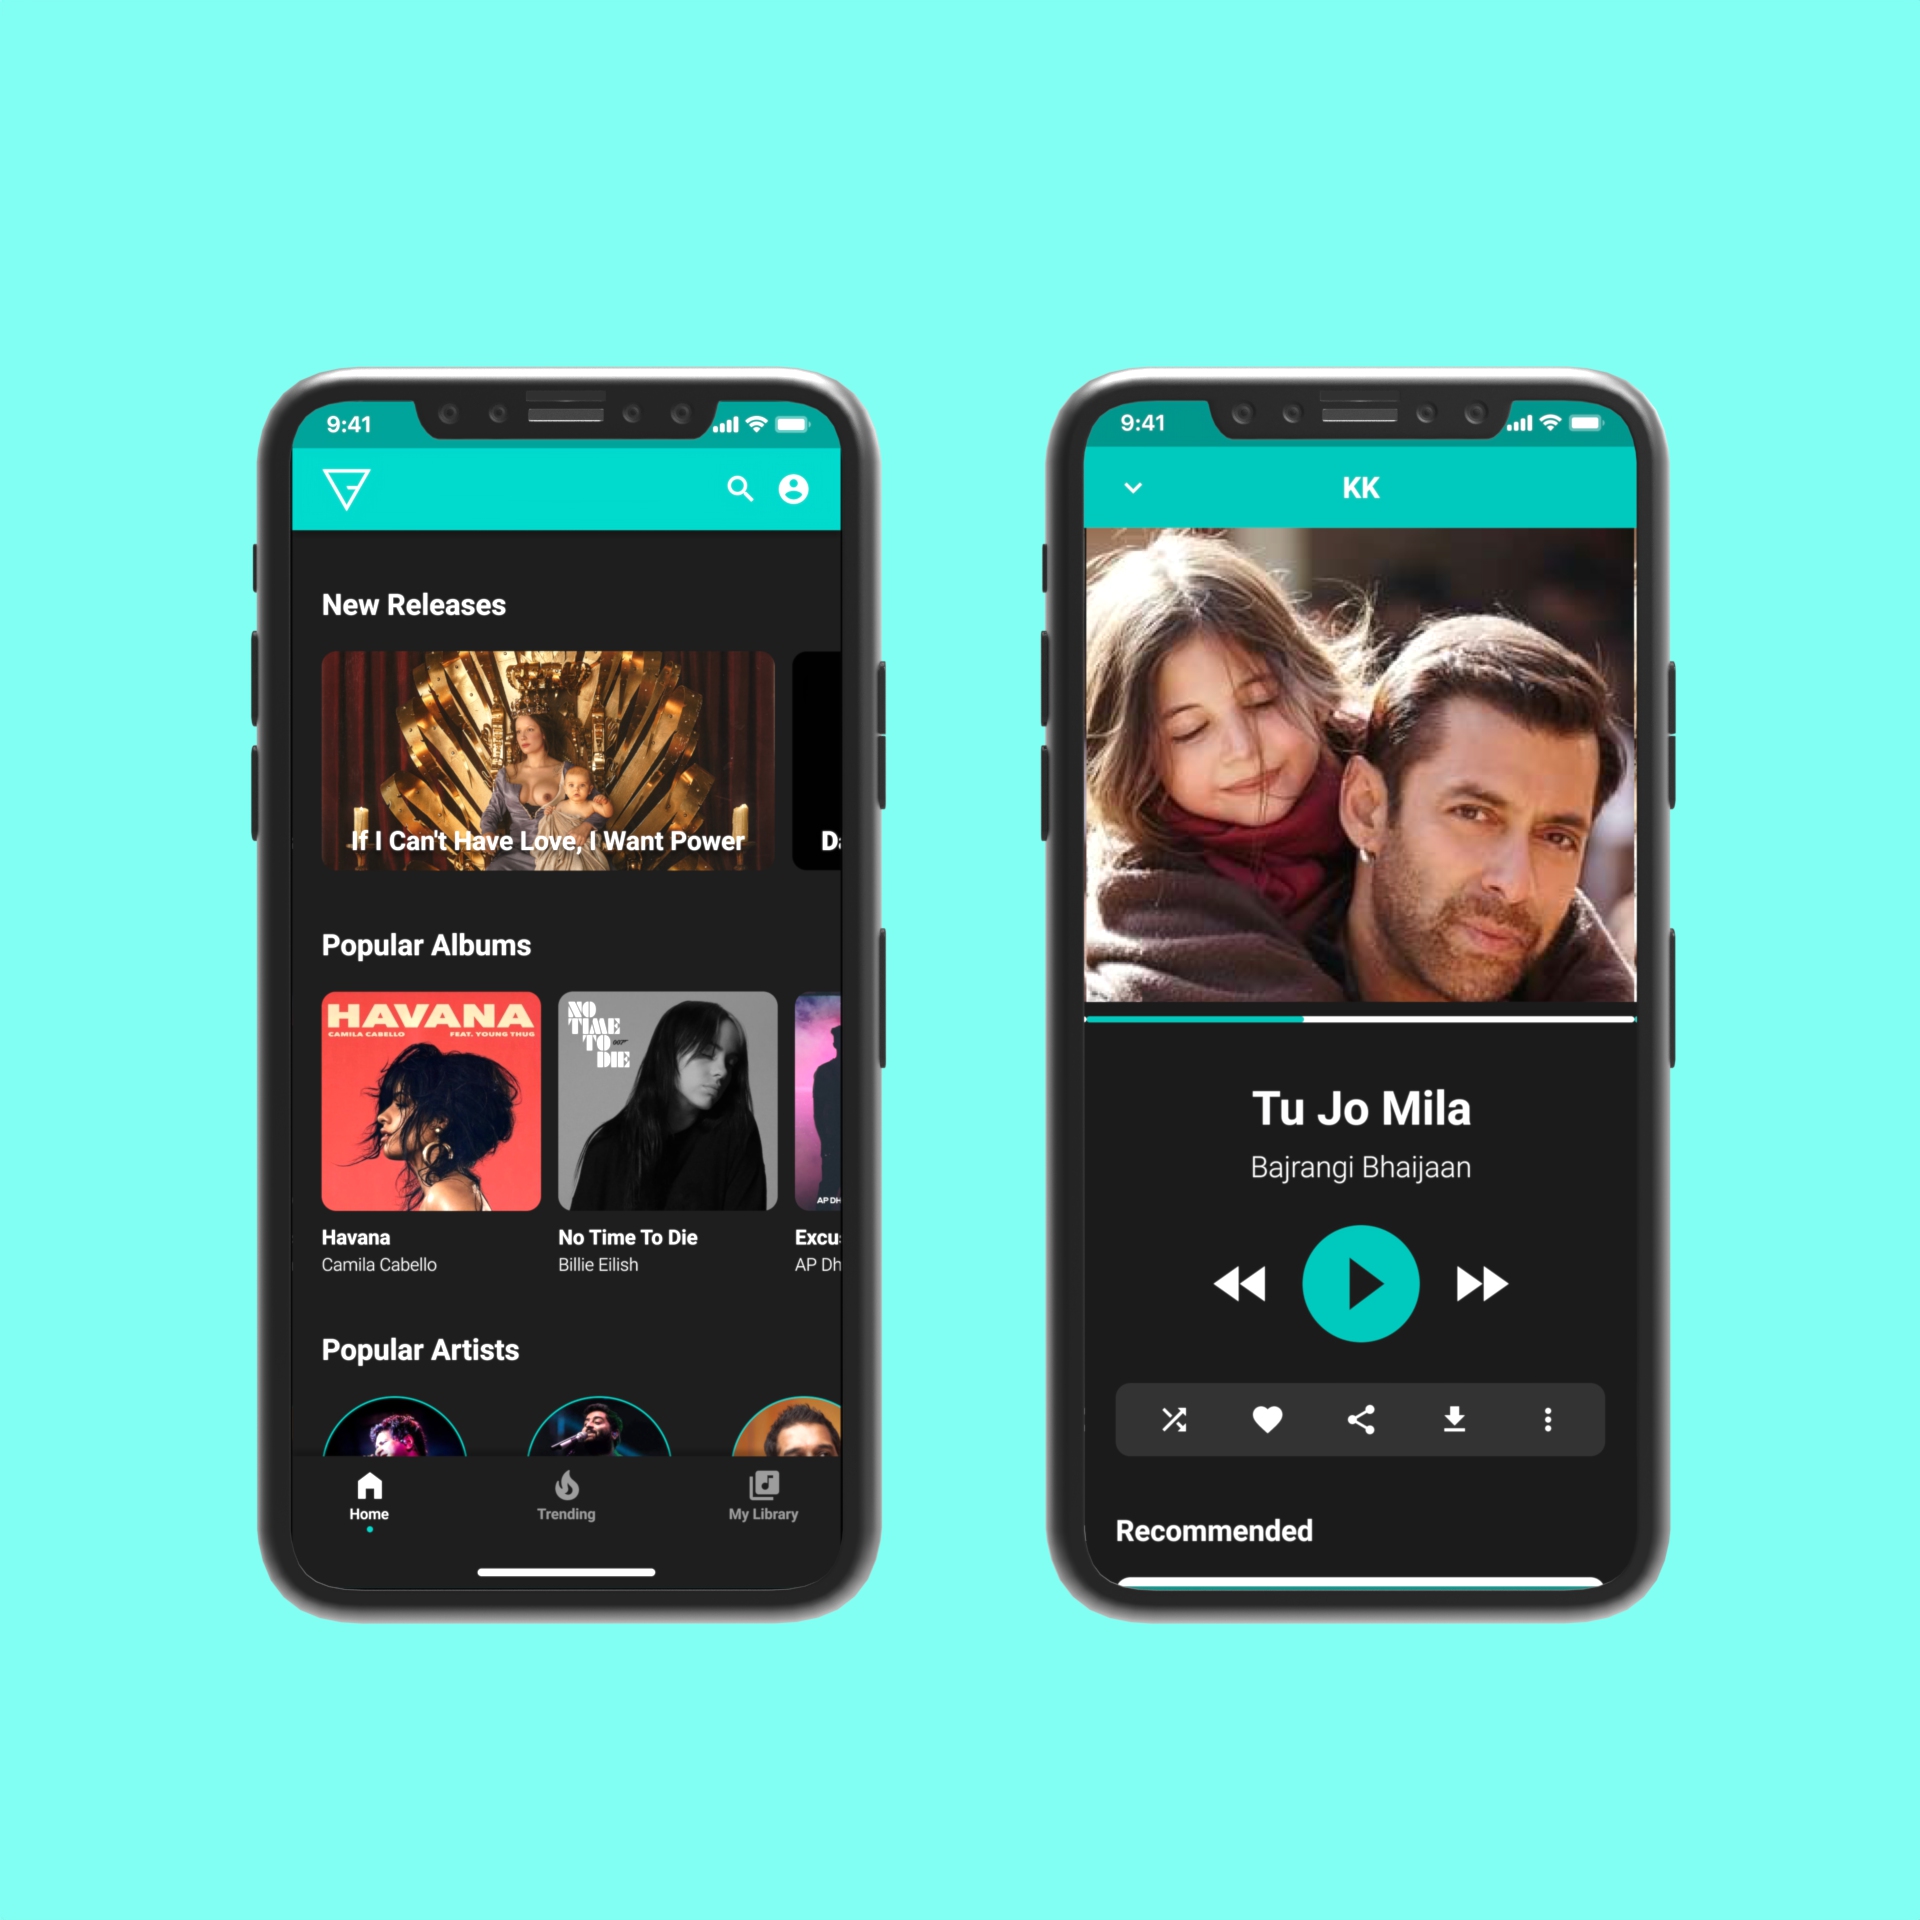 9:41
New Releases
If I Can't Have Love, I Want Power
Popular Albums
HAVANA
CAMILA CABELLO FEAT. YOUNG THUG
NO
TIME
TO 007
DIE
AP DH
Havana
Camila Cabello
No Time To Die
Billie Eilish
Excu
AP Dh
Popular Artists
Home
Trending
My Library
9:41
KK
Tu Jo Mila
Bajrangi Bhaijaan
Recommended